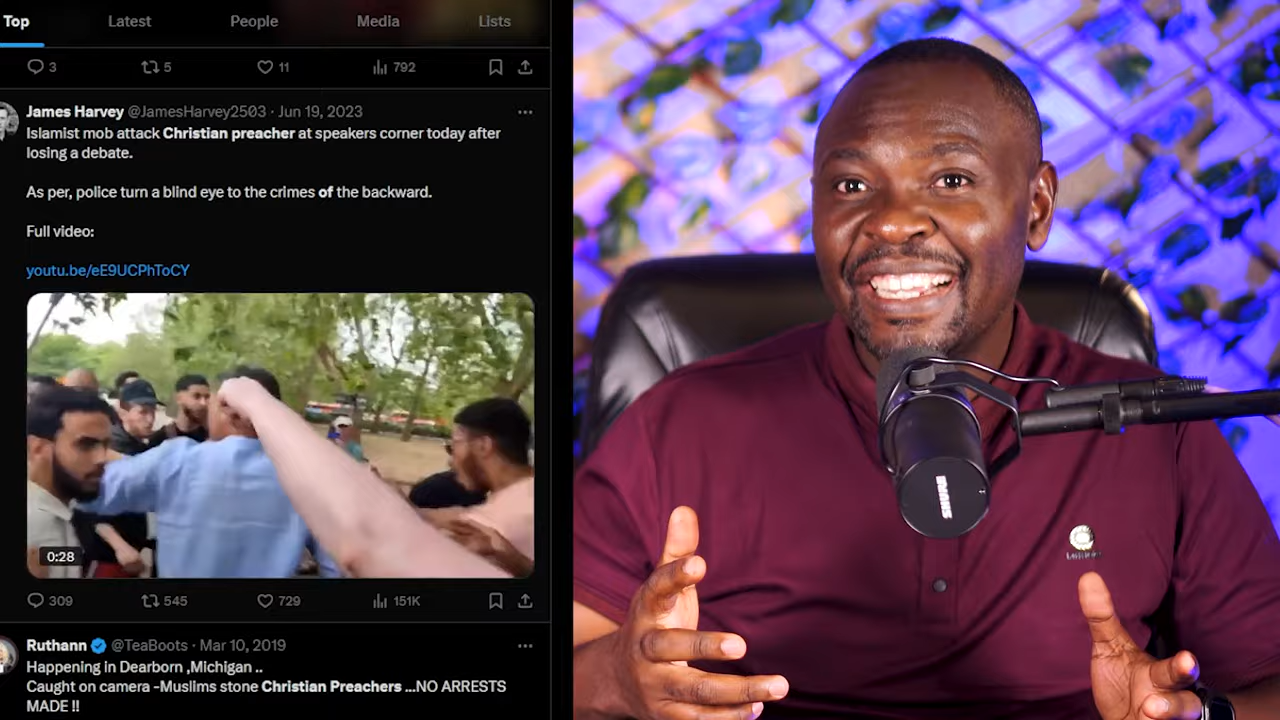 Top Latest People Media Lists
3 5 11 792
James Harvey @JamesHarvey2503 · Jun 19, 2023
Islamist mob attack Christian preacher at speakers corner today after
losing a debate.
As per, police turn a blind eye to the crimes of the backward.
Full video:
youtu.be/eE9UCPhToCY
0:28
309 545 729 151K
Ruthann @TeaBoots · Mar 10, 2019
Happening in Dearborn ,Michigan ..
Caught on camera -Muslims stone Christian Preachers ...NO ARRESTS
MADE !!
SHURE